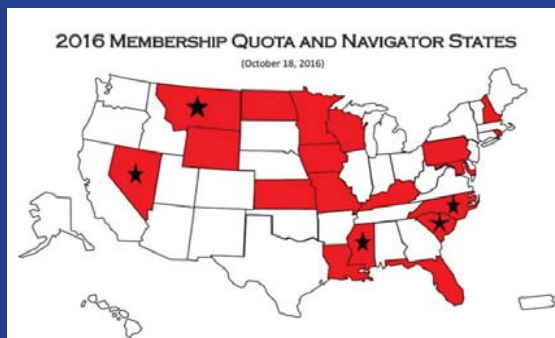 2016 MEMBERSHIP QUOTA AND NAVIGATOR STATES
(October 18, 2016)